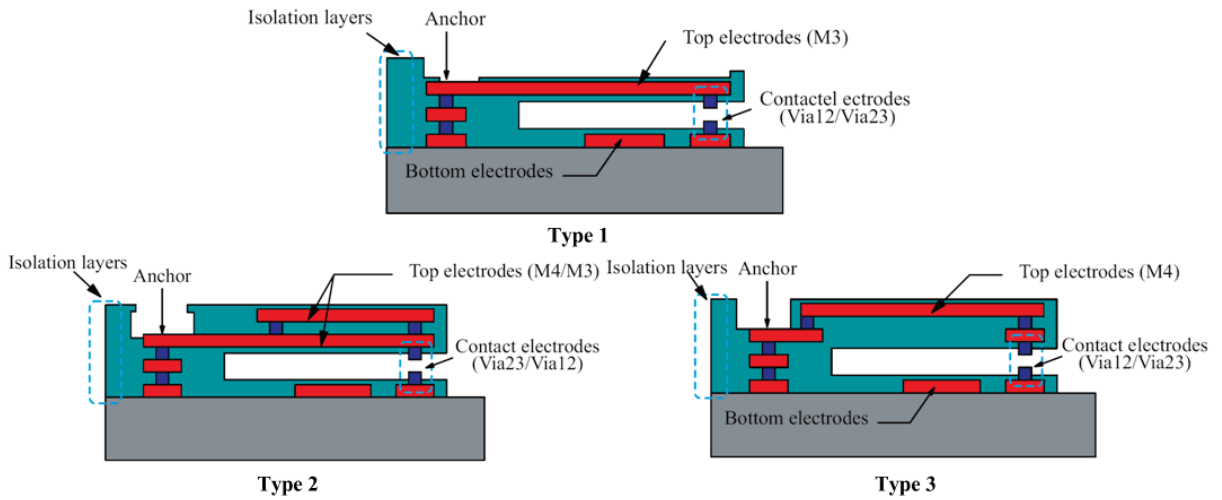 Isolation layers
Anchor
Top electrodes (M3)
Contactel ectrodes
(Via12/Via23)
Bottom electrodes
Type 1
Isolation layers
Anchor
Top electrodes (M4/M3)
Contact electrodes
(Via23/Via12)
Type 2
Isolation layers
Anchor
Top electrodes (M4)
Contact electrodes
(Via12/Via23)
Bottom electrodes
Type 3